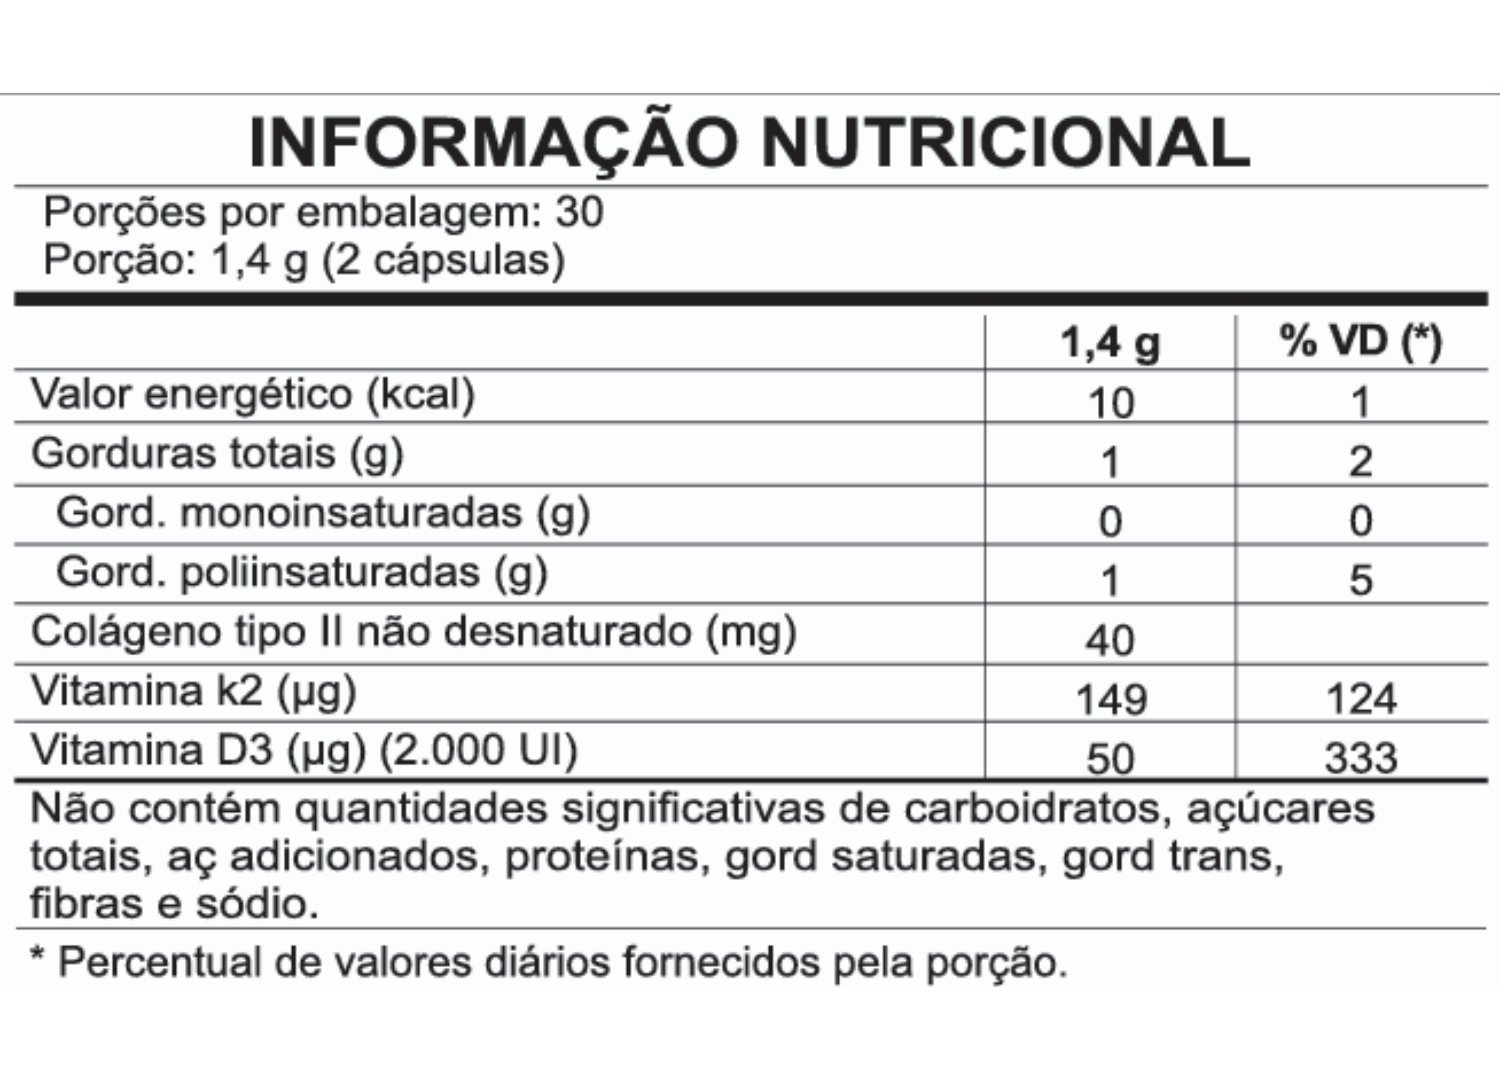 INFORMAÇÃO NUTRICIONAL
Porções por embalagem: 30
Porção: 1,4 g (2 cápsulas)
1,4 g % VD (*)
Valor energético (kcal) 10 1
Gorduras totais (g) 1 2
Gord. monoinsaturadas (g) 0 0
Gord. poliinsaturadas (g) 1 5
Colágeno tipo II não desnaturado (mg) 40
Vitamina k2 (µg) 149 124
Vitamina D3 (µg) (2.000 UI) 50 333
Não contém quantidades significativas de carboidratos, açúcares
totais, aç adicionados, proteínas, gord saturadas, gord trans,
fibras e sódio.
* Percentual de valores diários fornecidos pela porção.